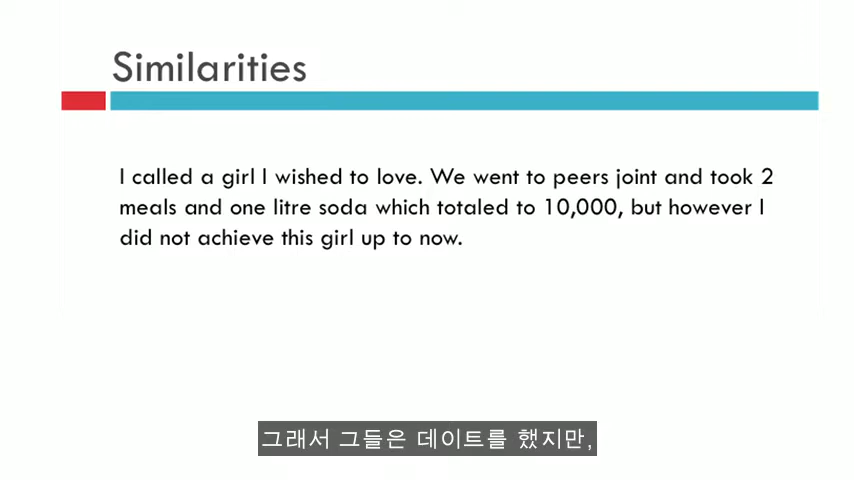 Similarities
I called a girl I wished to love. We went to peers joint and took 2
meals and one litre soda which totaled to 10,000, but however I
did not achieve this girl up to now.
그래서 그들은 데이트를 했지만,